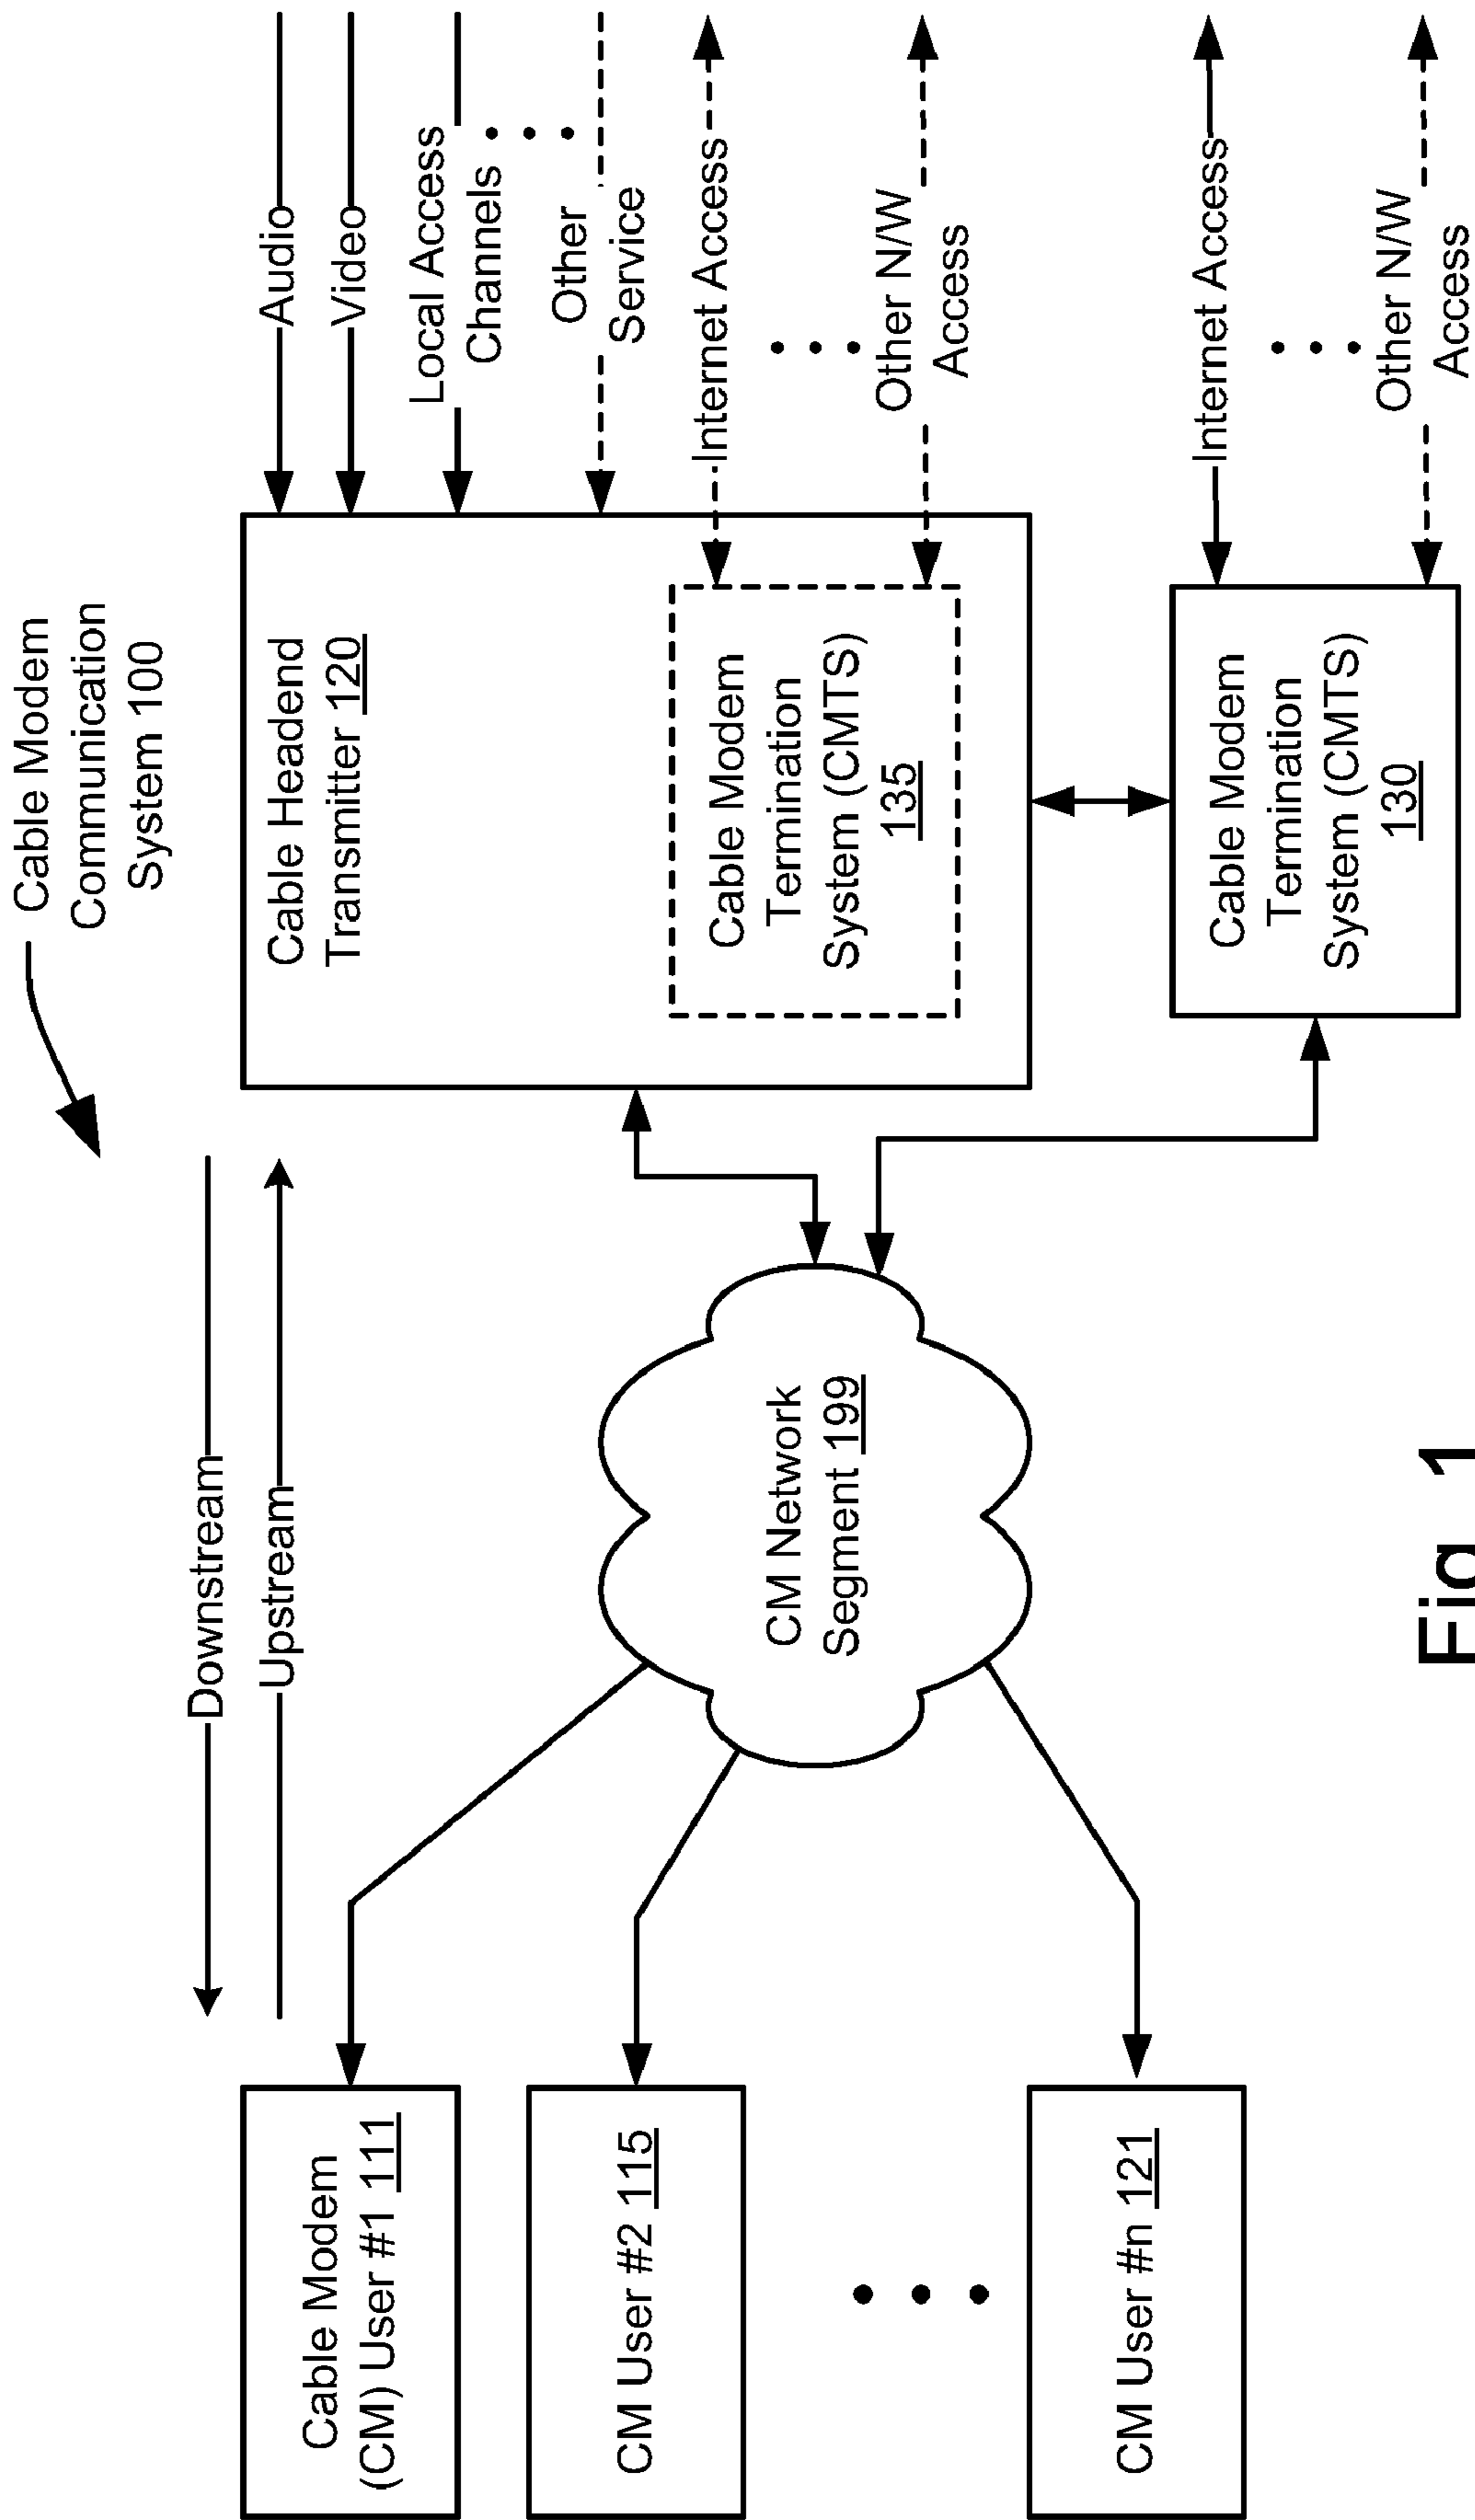 Cable Modem
Communication
System 100
Downstream
Upstream
Cable Modem
(CM) User #1 111
CM User #2 115
CM User #n 121
CM Network
Segment 199
Cable Headend
Transmitter 120
Cable Modem
Termination
System (CMTS)
135
Cable Modem
Termination
System (CMTS)
130
Audio
Video
Local Access
Channels
Other
Service
Internet Access
Other N/W
Access
Internet Access
Other N/W
Access
Fig. 1